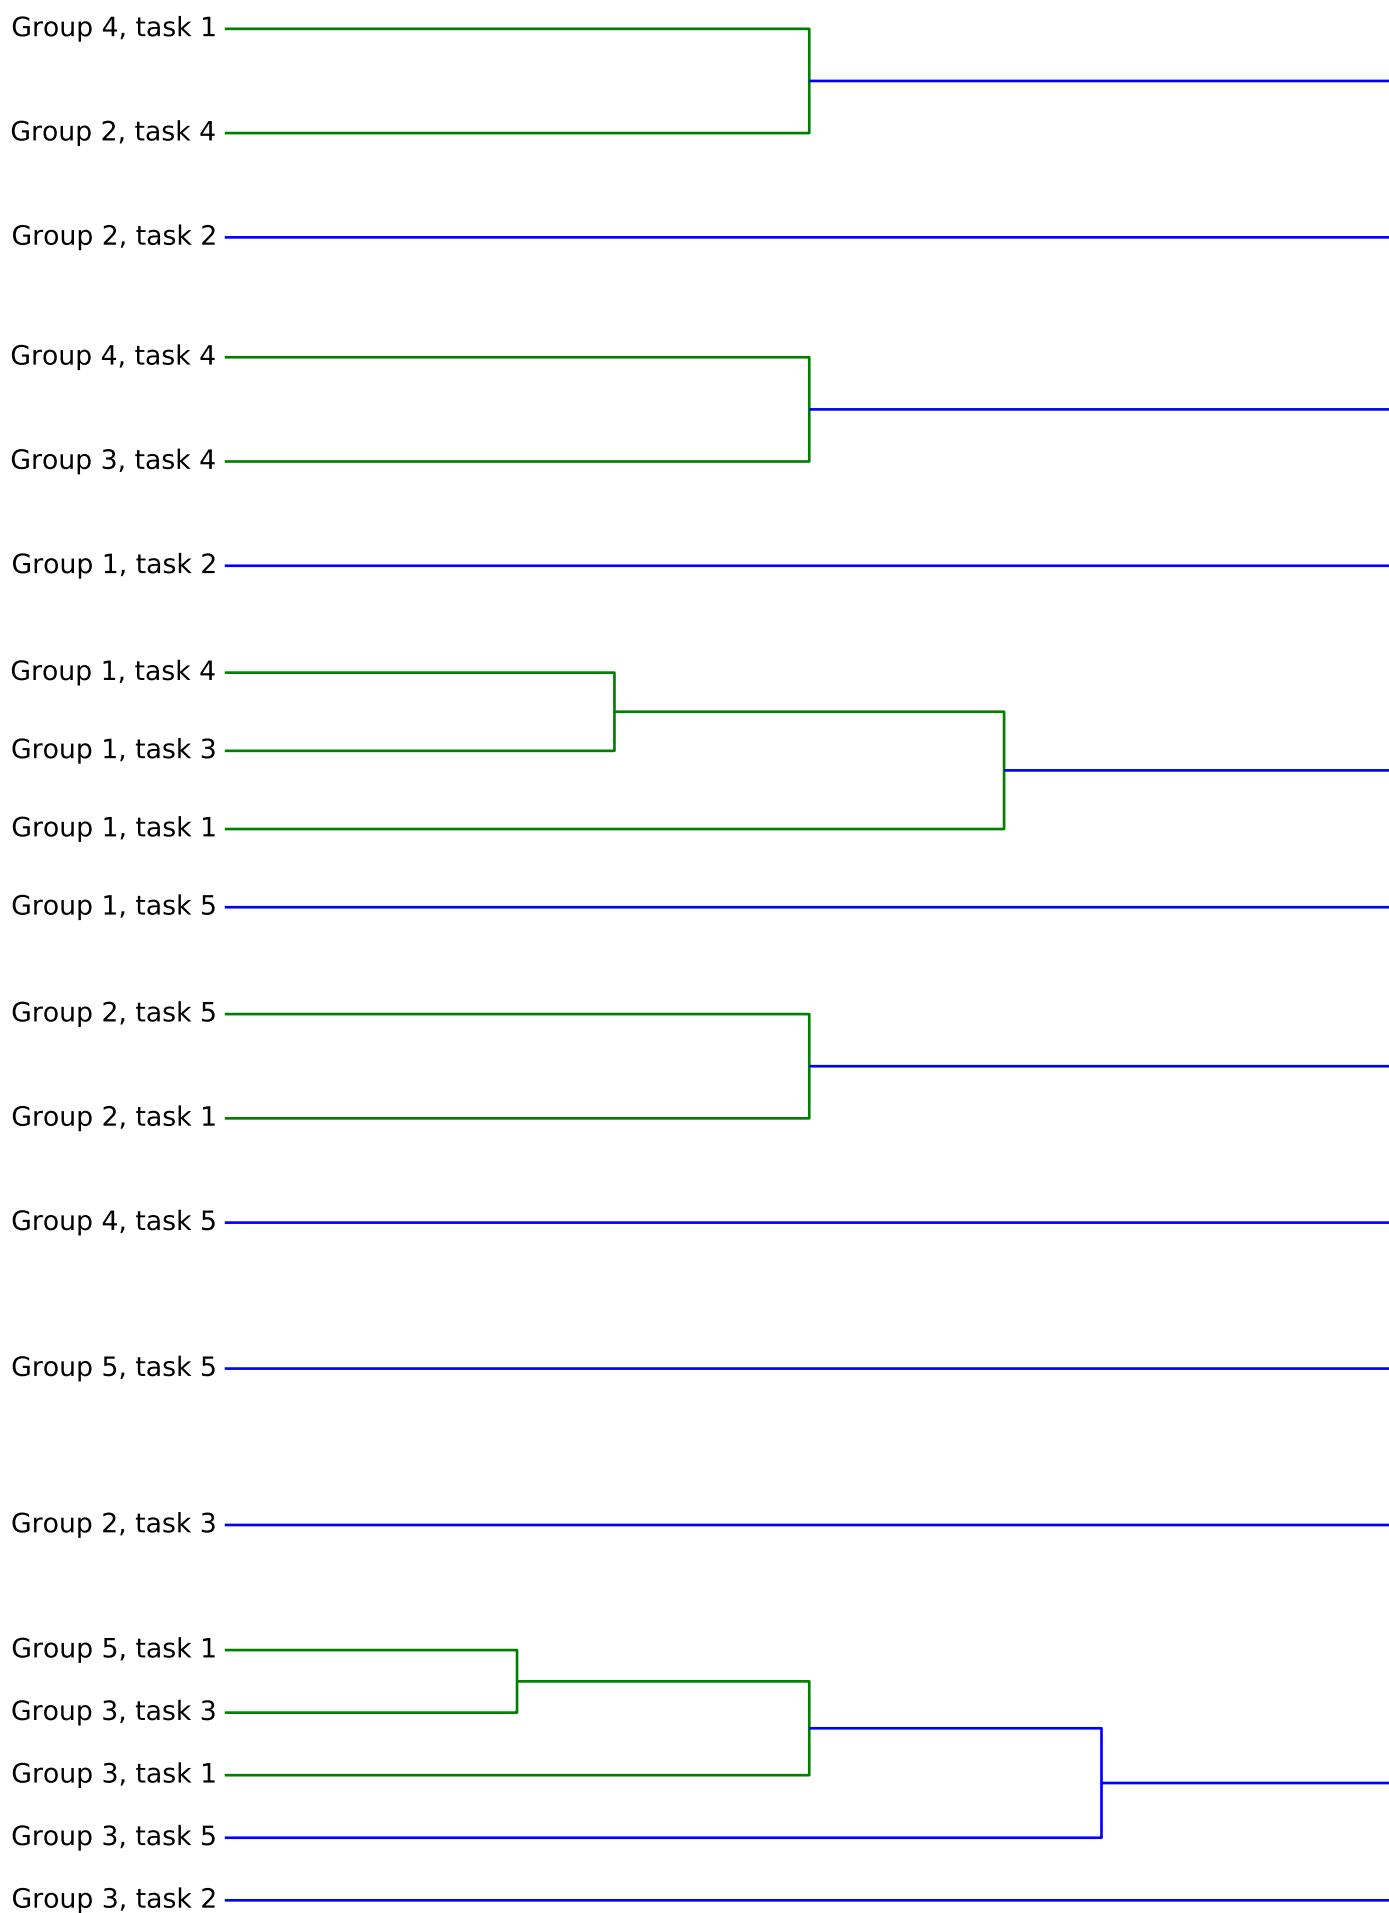 Group 4, task 1
Group 2, task 4
Group 2, task 2
Group 4, task 4
Group 3, task 4
Group 1, task 2
Group 1, task 4
Group 1, task 3
Group 1, task 1
Group 1, task 5
Group 2, task 5
Group 2, task 1
Group 4, task 5
Group 5, task 5
Group 2, task 3
Group 5, task 1
Group 3, task 3
Group 3, task 1
Group 3, task 5
Group 3, task 2